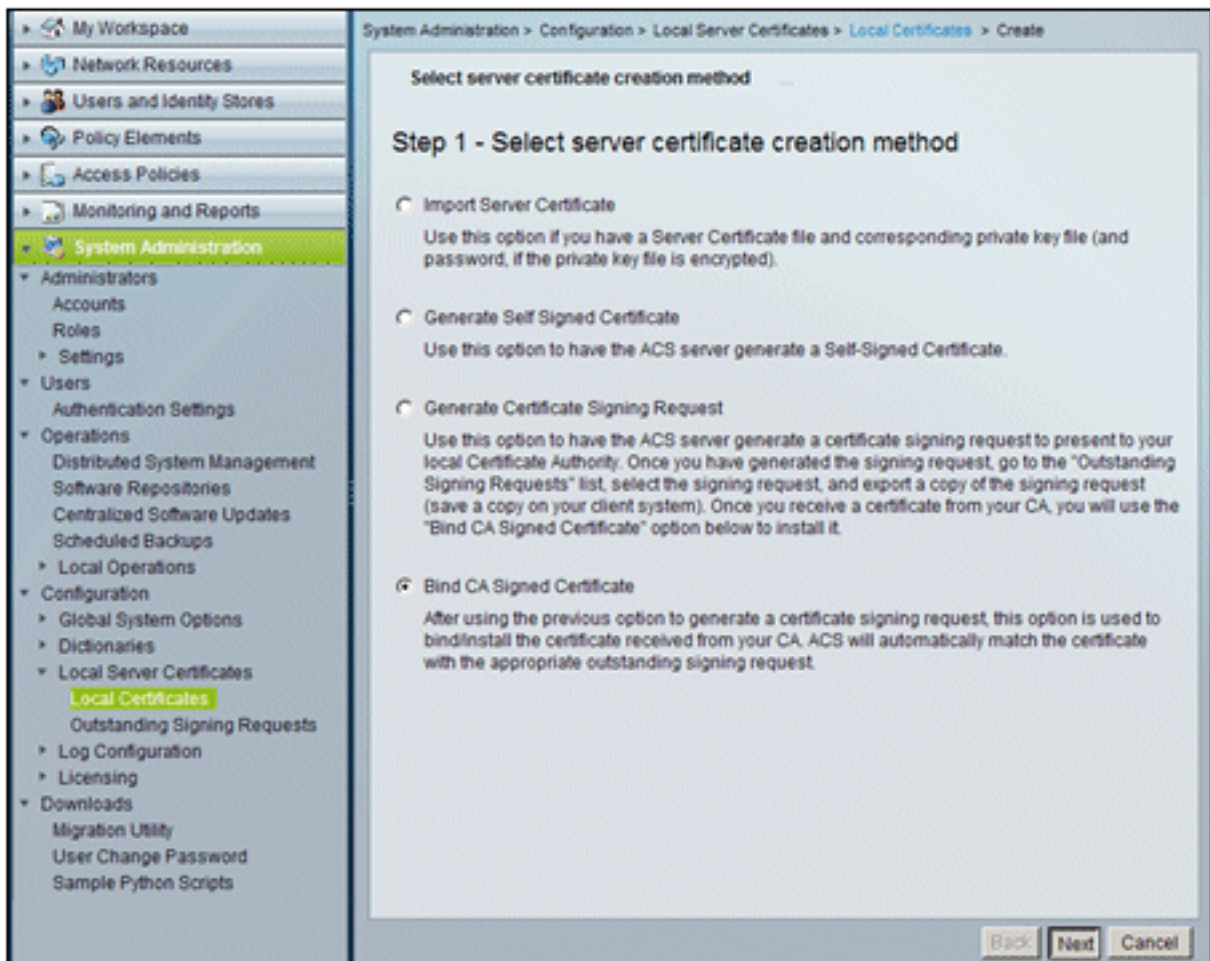 My Workspace
Network Resources
Users and Identity Stores
Policy Elements
Access Policies
Monitoring and Reports
System Administration
Administrators
Accounts
Roles
Settings
Users
Authentication Settings
Operations
Distributed System Management
Software Repositories
Centralized Software Updates
Scheduled Backups
Local Operations
Configuration
Global System Options
Dictionaries
Local Server Certificates
Local Certificates
Outstanding Signing Requests
Log Configuration
Licensing
Downloads
Migration Utility
User Change Password
Sample Python Scripts
System Administration > Configuration > Local Server Certificates > Local Certificates > Create
Select server certificate creation method
Step 1 - Select server certificate creation method
Import Server Certificate
Use this option if you have a Server Certificate file and corresponding private key file (and
password, if the private key file is encrypted).
Generate Self Signed Certificate
Use this option to have the ACS server generate a Self-Signed Certificate.
Generate Certificate Signing Request
Use this option to have the ACS server generate a certificate signing request to present to your
local Certificate Authority. Once you have generated the signing request, go to the "Outstanding
Signing Requests" list, select the signing request, and export a copy of the signing request
(save a copy on your client system). Once you receive a certificate from your CA, you will use the
"Bind CA Signed Certificate" option below to install it.
Bind CA Signed Certificate
After using the previous option to generate a certificate signing request, this option is used to
bind/install the certificate received from your CA. ACS will automatically match the certificate
with the appropriate outstanding signing request.
Back Next Cancel